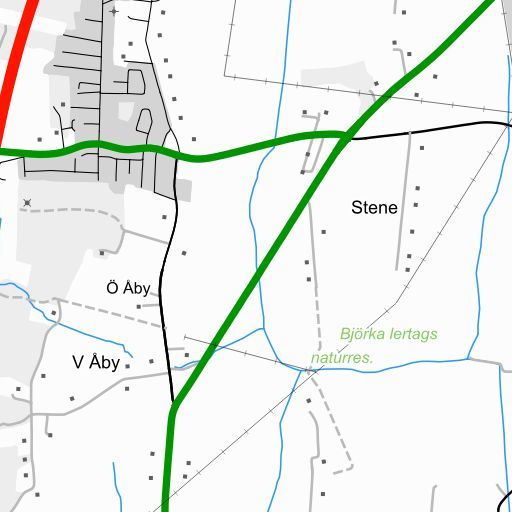 Stene
Ö Åby
Björka lertags
naturres.
V Åby